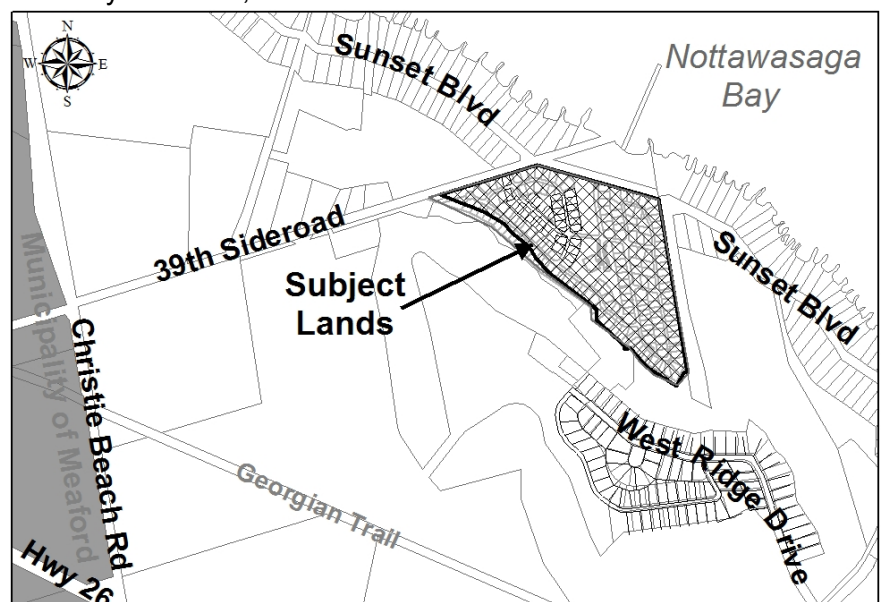 N
W E
S
Sunset Blvd
Nottawasaga
Bay
39th Sideroad
Subject
Lands
Sunset Blvd
Municipality of Meaford
Christie Beach Rd
Georgian Trail
West Ridge Drive
Hwy 26